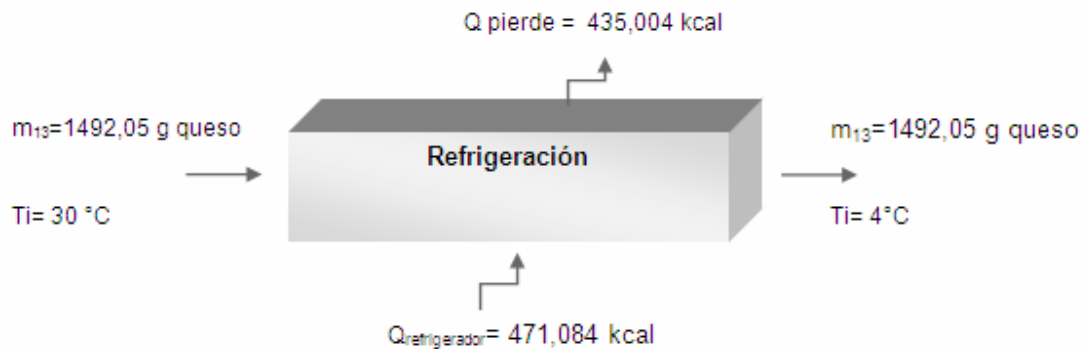 Q pierde = 435,004 kcal
m₁₃=1492,05 g queso
m₁₃=1492,05 g queso
Refrigeración
Ti= 30 °C
Ti= 4°C
Qrefrigerador= 471,084 kcal